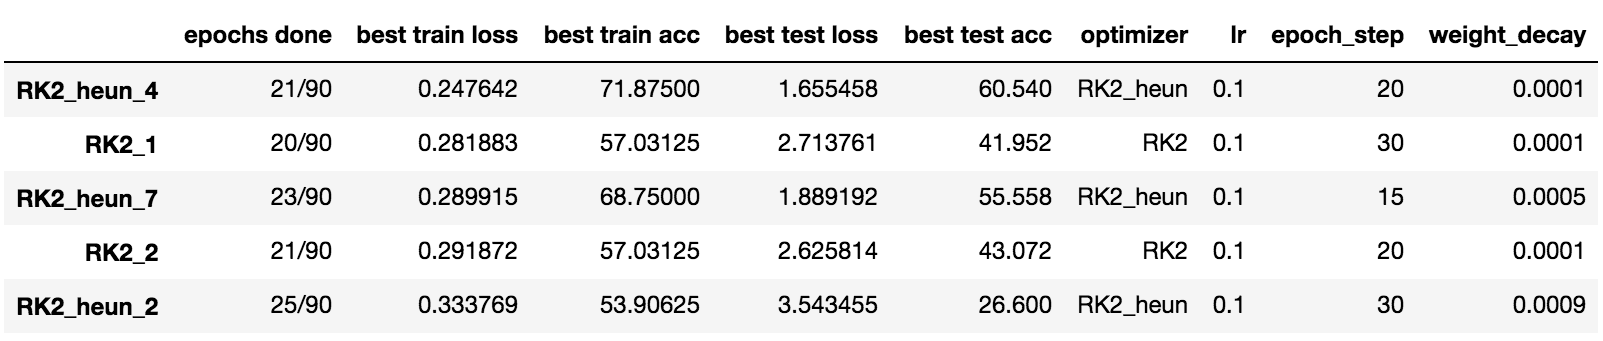 epochs done best train loss best train acc best test loss best test acc optimizer lr epoch_step weight_decay
RK2_heun_4 21/90 0.247642 71.87500 1.655458 60.540 RK2_heun 0.1 20 0.0001
RK2_1 20/90 0.281883 57.03125 2.713761 41.952 RK2 0.1 30 0.0001
RK2_heun_7 23/90 0.289915 68.75000 1.889192 55.558 RK2_heun 0.1 15 0.0005
RK2_2 21/90 0.291872 57.03125 2.625814 43.072 RK2 0.1 20 0.0001
RK2_heun_2 25/90 0.333769 53.90625 3.543455 26.600 RK2_heun 0.1 30 0.0009